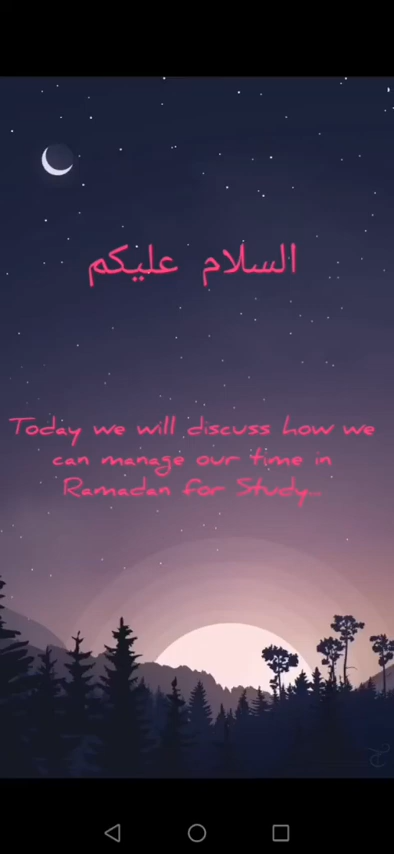 السلام عليكم
Today we will discuss how we
can manage our time in
Ramadan for Study...